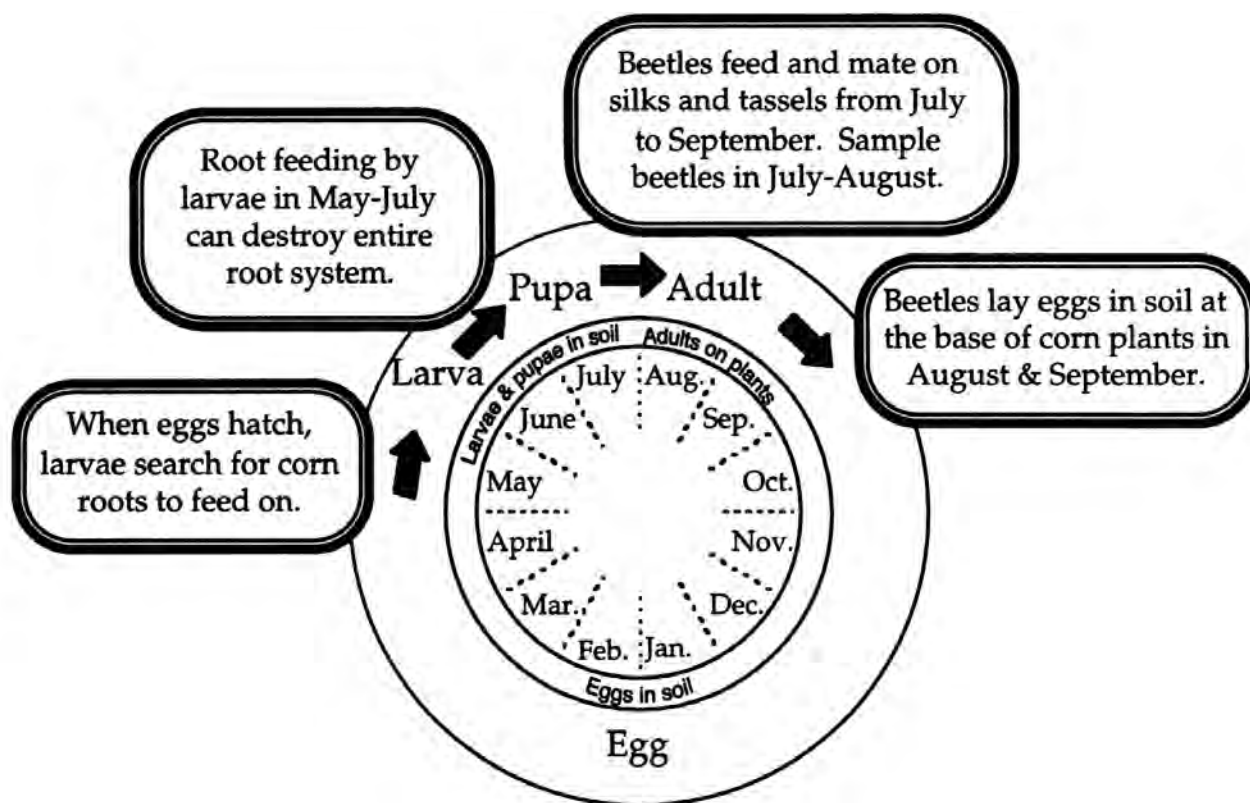 Beetles feed and mate on
silks and tassels from July
to September. Sample
beetles in July-August.
Root feeding by
larvae in May-July
can destroy entire
root system.
Beetles lay eggs in soil at
the base of corn plants in
August & September.
When eggs hatch,
larvae search for corn
roots to feed on.
Pupa
Adult
Larva
Larvae & pupae in soil
Adults on plants
July
Aug.
June
Sep.
May
Oct.
April
Nov.
Mar.
Dec.
Feb.
Jan.
Eggs in soil
Egg